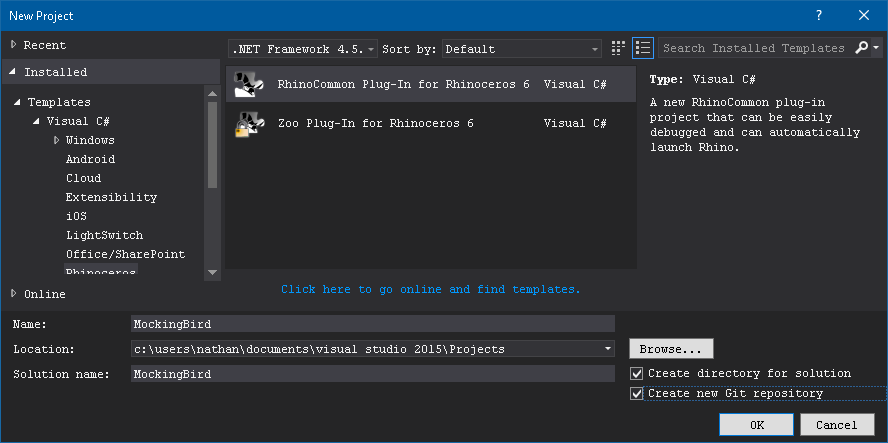 New Project
? ×
Recent
.NET Framework 4.5. Sort by: Default
Search Installed Templates
Installed
Templates
Visual C#
Windows
Android
Cloud
Extensibility
iOS
LightSwitch
Office/SharePoint
Rhinoceros
Online
RhinoCommon Plug-In for Rhinoceros 6 Visual C#
Zoo Plug-In for Rhinoceros 6 Visual C#
Click here to go online and find templates.
Type: Visual C#
A new RhinoCommon plug-in
project that can be easily
debugged and can automatically
launch Rhino.
Name: MockingBird
Location: c:\users\nathan\documents\visual studio 2015\Projects
Browse...
Solution name: MockingBird
Create directory for solution
Create new Git repository
OK Cancel